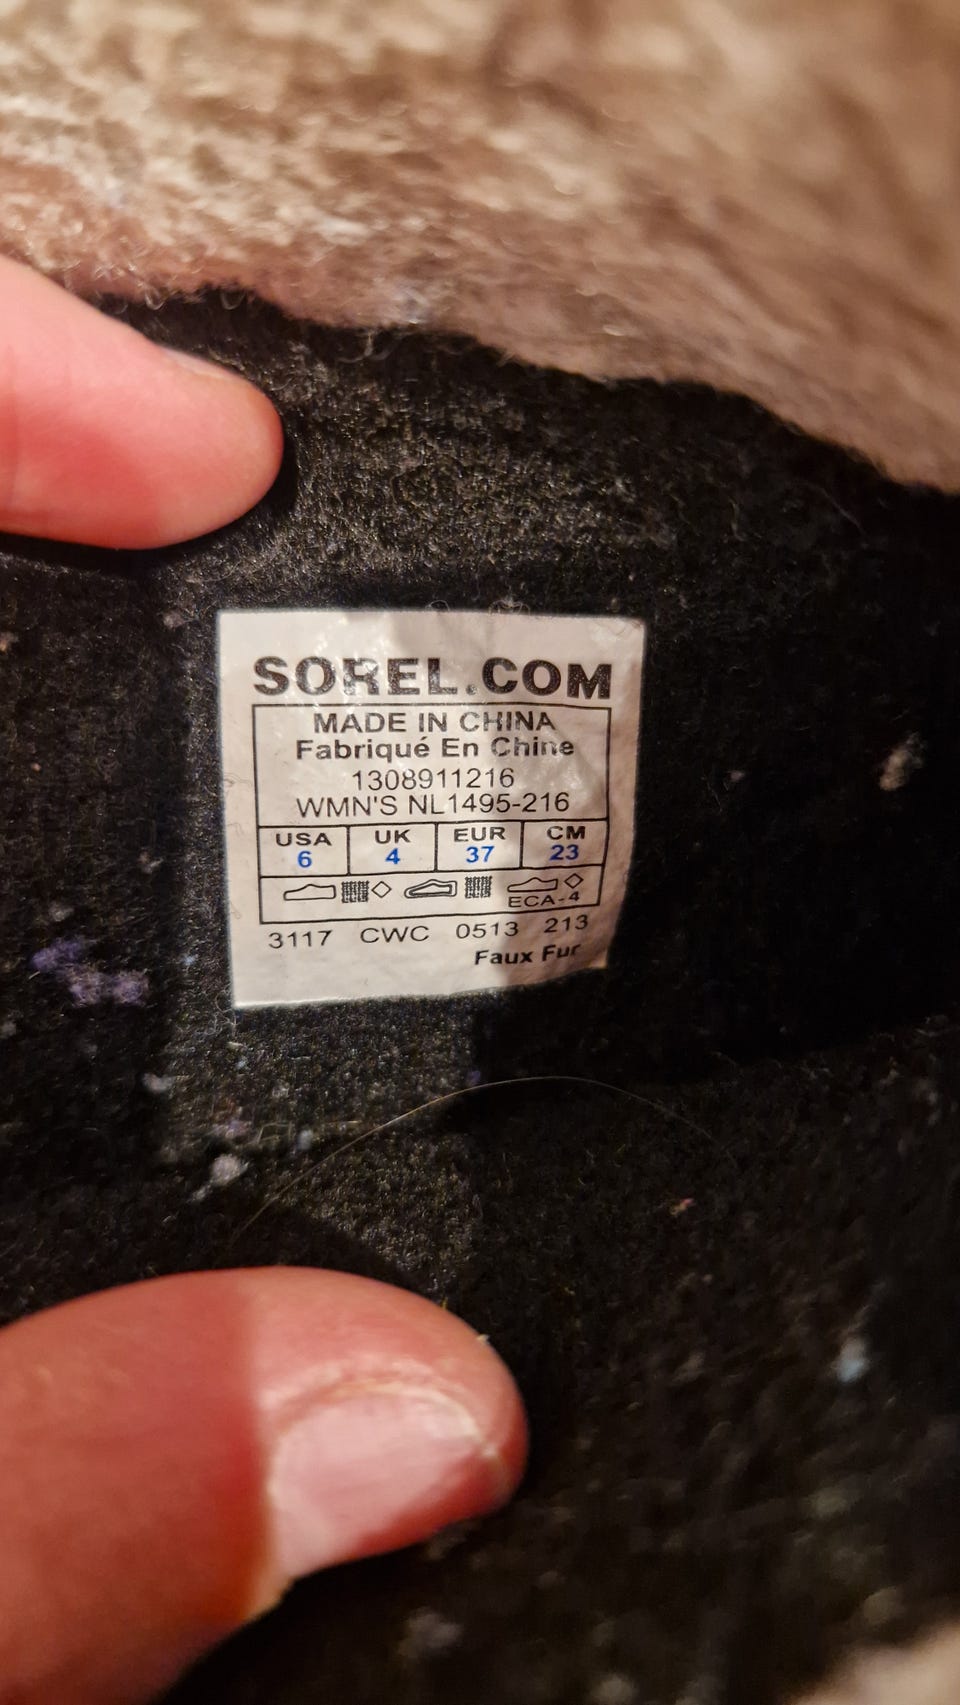 SOREL.COM
MADE IN CHINA
Fabriqué En Chine
1308911216
WMN'S NL1495-216
USA UK EUR CM
6 4 37 23
ECA-4
3117 CWC 0513 213
Faux Fur